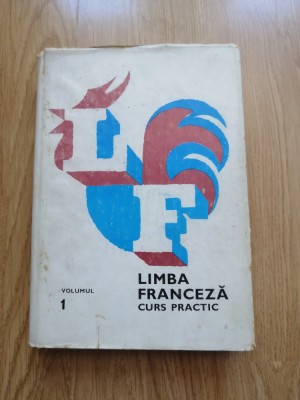 LF
LIMBA
FRANCEZĂ
CURS PRACTIC
VOLUMUL
1